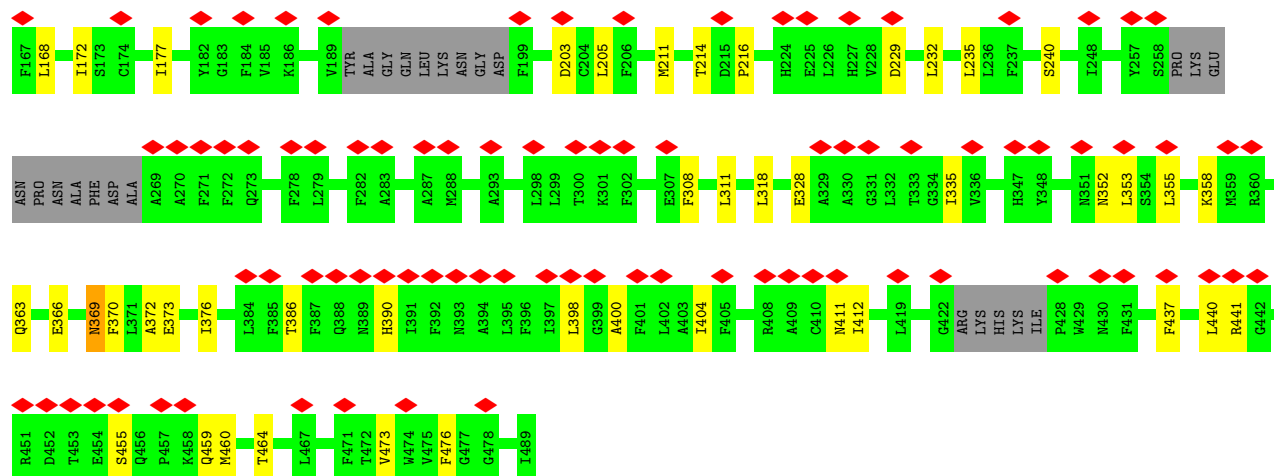 F167 L168 I172 S173 C174 I177 Y182 G183 F184 V185 K186 V189 TYR ALA GLY GLN LEU LYS ASN GLY ASP F199 D203 C204 L205 F206 M211 T214 D215 P216 H224 E225 L226 H227 V228 D229 L232 L235 L236 F237 S240 I248 Y257 S258 PRO LYS GLU
ASN PRO ASN ALA PHE ASP ALA A269 A270 F271 F272 Q273 F278 L279 F282 A283 A287 M288 A293 L298 L299 T300 K301 F302 E307 F308 L311 L318 E328 A329 A330 G331 L332 T333 G334 I335 V336 H347 Y348 N351 N352 L353 S354 L355 K358 M359 R360
Q363 E366 N369 F370 L371 A372 E373 I376 L384 F385 T386 F387 Q388 N389 H390 I391 F392 N393 A394 L395 F396 I397 L398 G399 A400 F401 L402 A403 I404 F405 R408 A409 C410 N411 I412 L419 G422 ARG LYS HIS LYS ILE P428 W429 N430 F431 F437 L440 R441 G442
R451 D452 T453 E454 S455 Q456 P457 K458 Q459 M460 T464 L467 F471 T472 V473 W474 V475 F476 G477 G478 I489